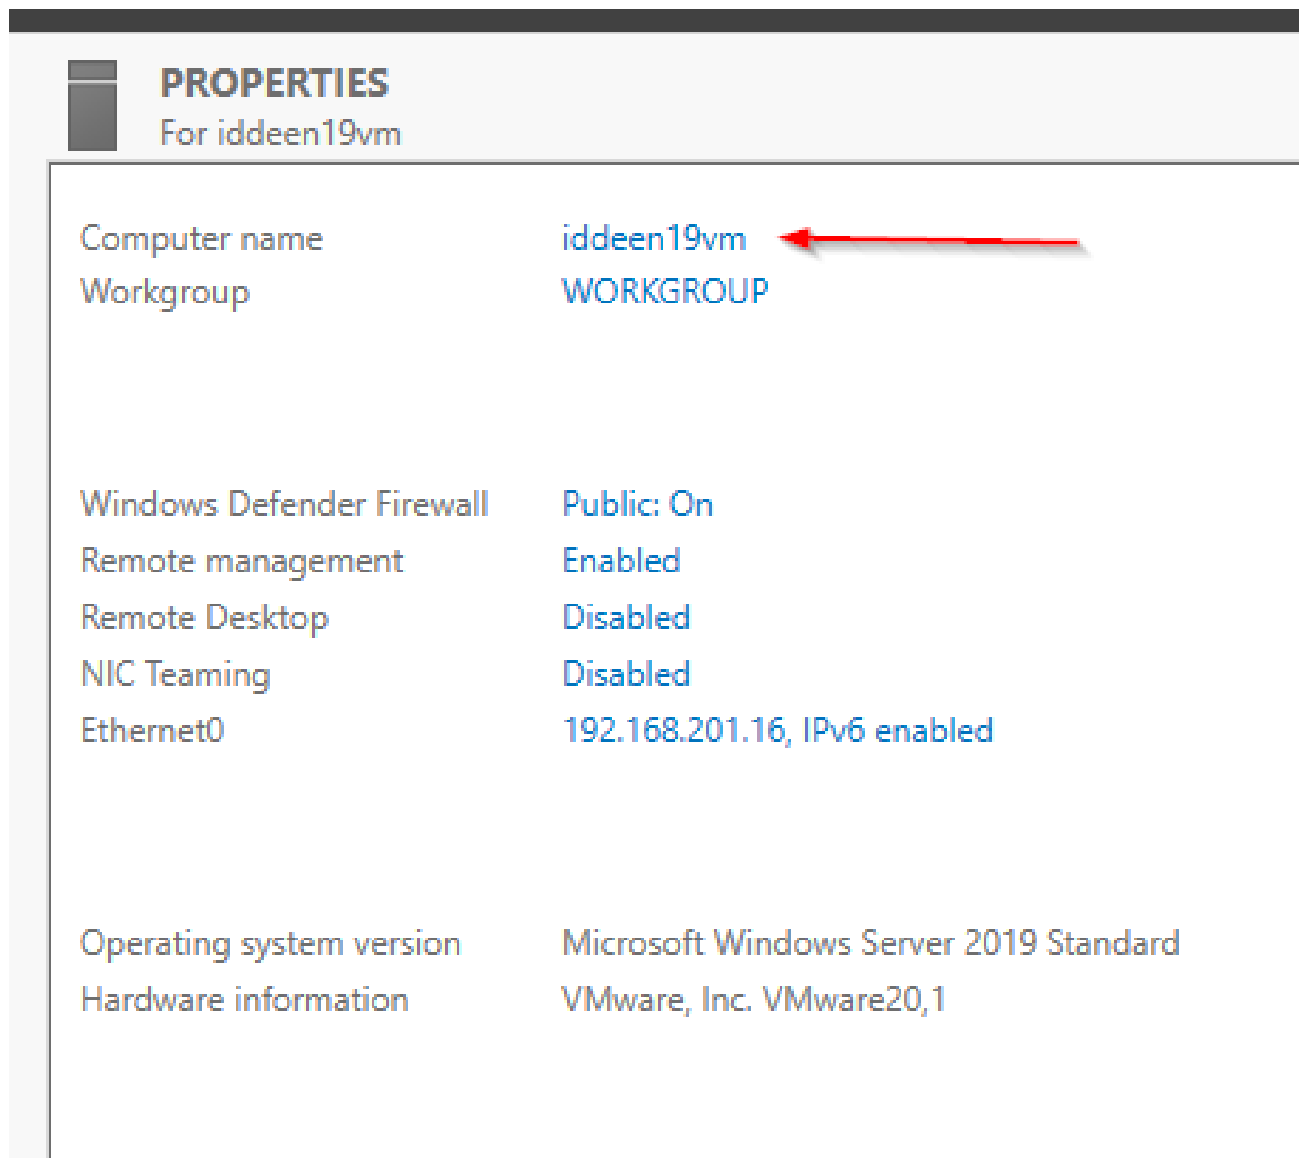 PROPERTIES
For iddeen19vm
Computer name iddeen19vm
Workgroup WORKGROUP
Windows Defender Firewall Public: On
Remote management Enabled
Remote Desktop Disabled
NIC Teaming Disabled
Ethernet0 192.168.201.16, IPv6 enabled
Operating system version Microsoft Windows Server 2019 Standard
Hardware information VMware, Inc. VMware20,1